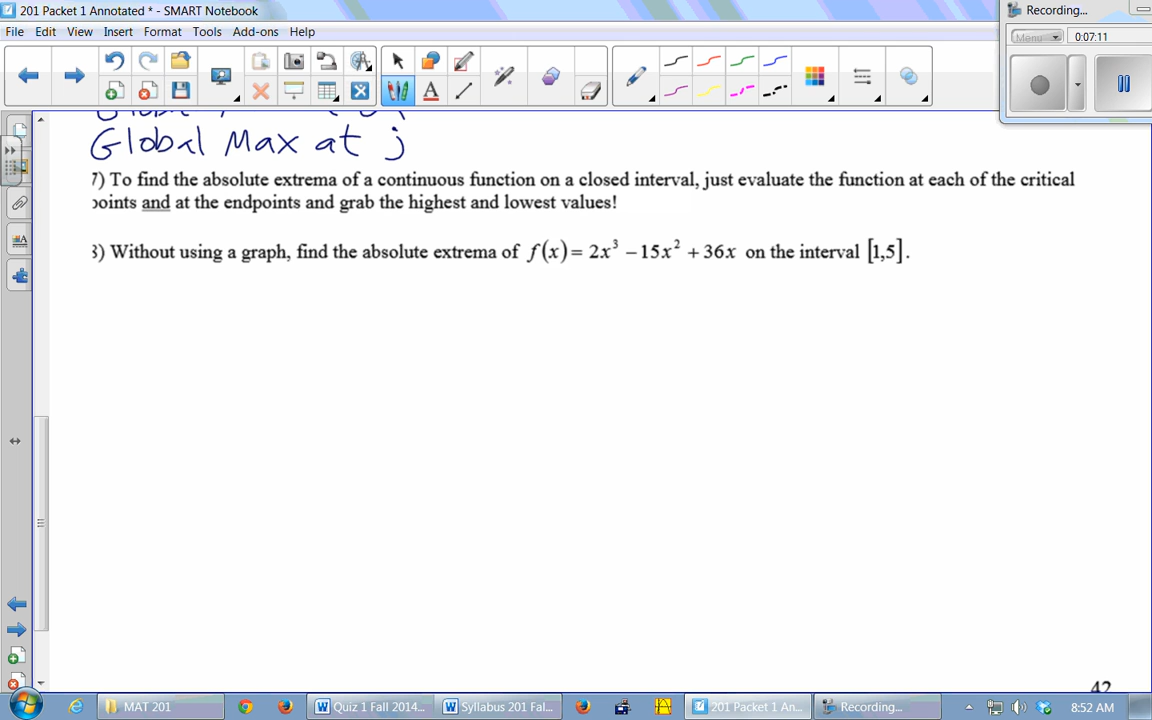 201 Packet 1 Annotated * - SMART Notebook
Recording...
File Edit View Insert Format Tools Add-ons Help
Menu 0:07:11
Global Max at j
7) To find the absolute extrema of a continuous function on a closed interval, just evaluate the function at each of the critical
points and at the endpoints and grab the highest and lowest values!
3) Without using a graph, find the absolute extrema of f(x) = 2x³ − 15x² + 36x on the interval [1,5].
42
MAT 201 Quiz 1 Fall 2014... Syllabus 201 Fal... 201 Packet 1 An... Recording... 8:52 AM